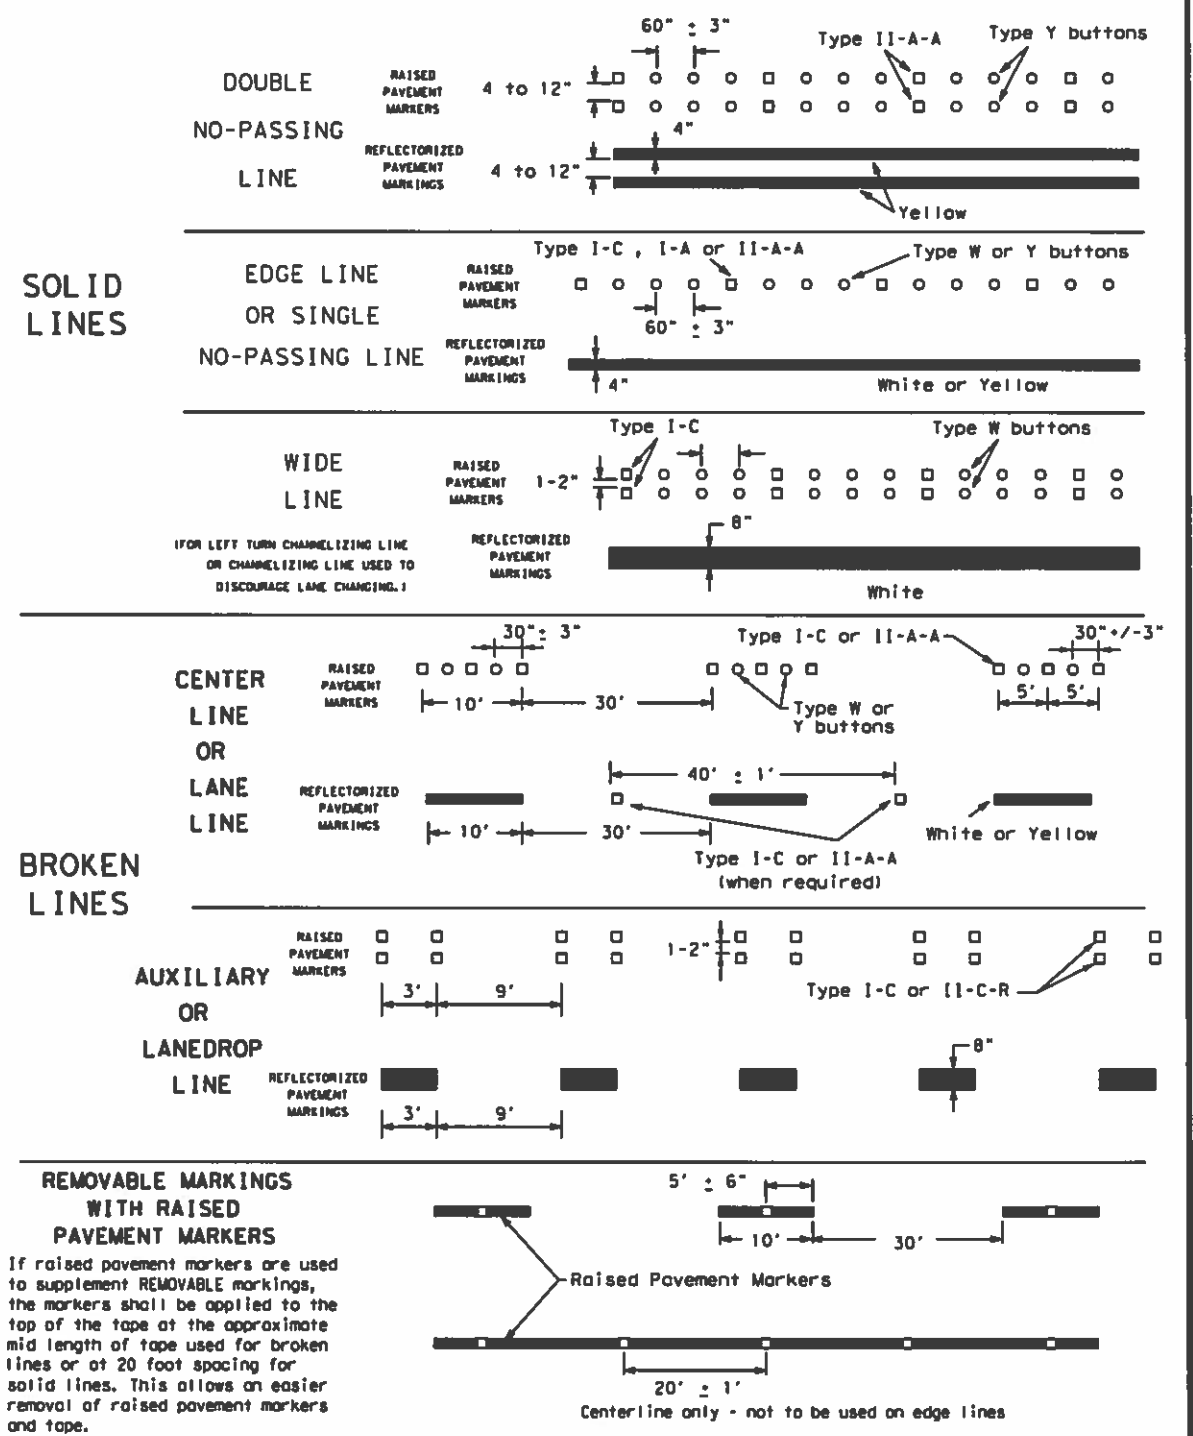 SOLID
LINES
DOUBLE
NO-PASSING
LINE
RAISED
PAVEMENT
MARKERS
4 to 12"
60" ± 3"
Type II-A-A
Type Y buttons
REFLECTORIZED
PAVEMENT
MARKINGS
4 to 12"
4"
Yellow
EDGE LINE
OR SINGLE
NO-PASSING LINE
RAISED
PAVEMENT
MARKERS
Type I-C , I-A or II-A-A
Type W or Y buttons
60" ± 3"
REFLECTORIZED
PAVEMENT
MARKINGS
4"
White or Yellow
WIDE
LINE
(FOR LEFT TURN CHANNELIZING LINE
OR CHANNELIZING LINE USED TO
DISCOURAGE LANE CHANGING.)
RAISED
PAVEMENT
MARKERS
1-2"
Type I-C
Type W buttons
REFLECTORIZED
PAVEMENT
MARKINGS
8"
White
BROKEN
LINES
CENTER
LINE
OR
LANE
LINE
RAISED
PAVEMENT
MARKERS
30"± 3"
10'
30'
Type I-C or II-A-A
Type W or
Y buttons
30"+/-3"
5'
5'
REFLECTORIZED
PAVEMENT
MARKINGS
40' ± 1'
10'
30'
Type I-C or II-A-A
(when required)
White or Yellow
AUXILIARY
OR
LANEDROP
LINE
RAISED
PAVEMENT
MARKERS
3'
9'
1-2"
Type I-C or II-C-R
REFLECTORIZED
PAVEMENT
MARKINGS
3'
9'
8"
REMOVABLE MARKINGS
WITH RAISED
PAVEMENT MARKERS
If raised pavement markers are used
to supplement REMOVABLE markings,
the markers shall be applied to the
top of the tape at the approximate
mid length of tape used for broken
lines or at 20 foot spacing for
solid lines. This allows an easier
removal of raised pavement markers
and tape.
5' ± 6"
10'
30'
Raised Pavement Markers
20' ± 1'
Centerline only - not to be used on edge lines